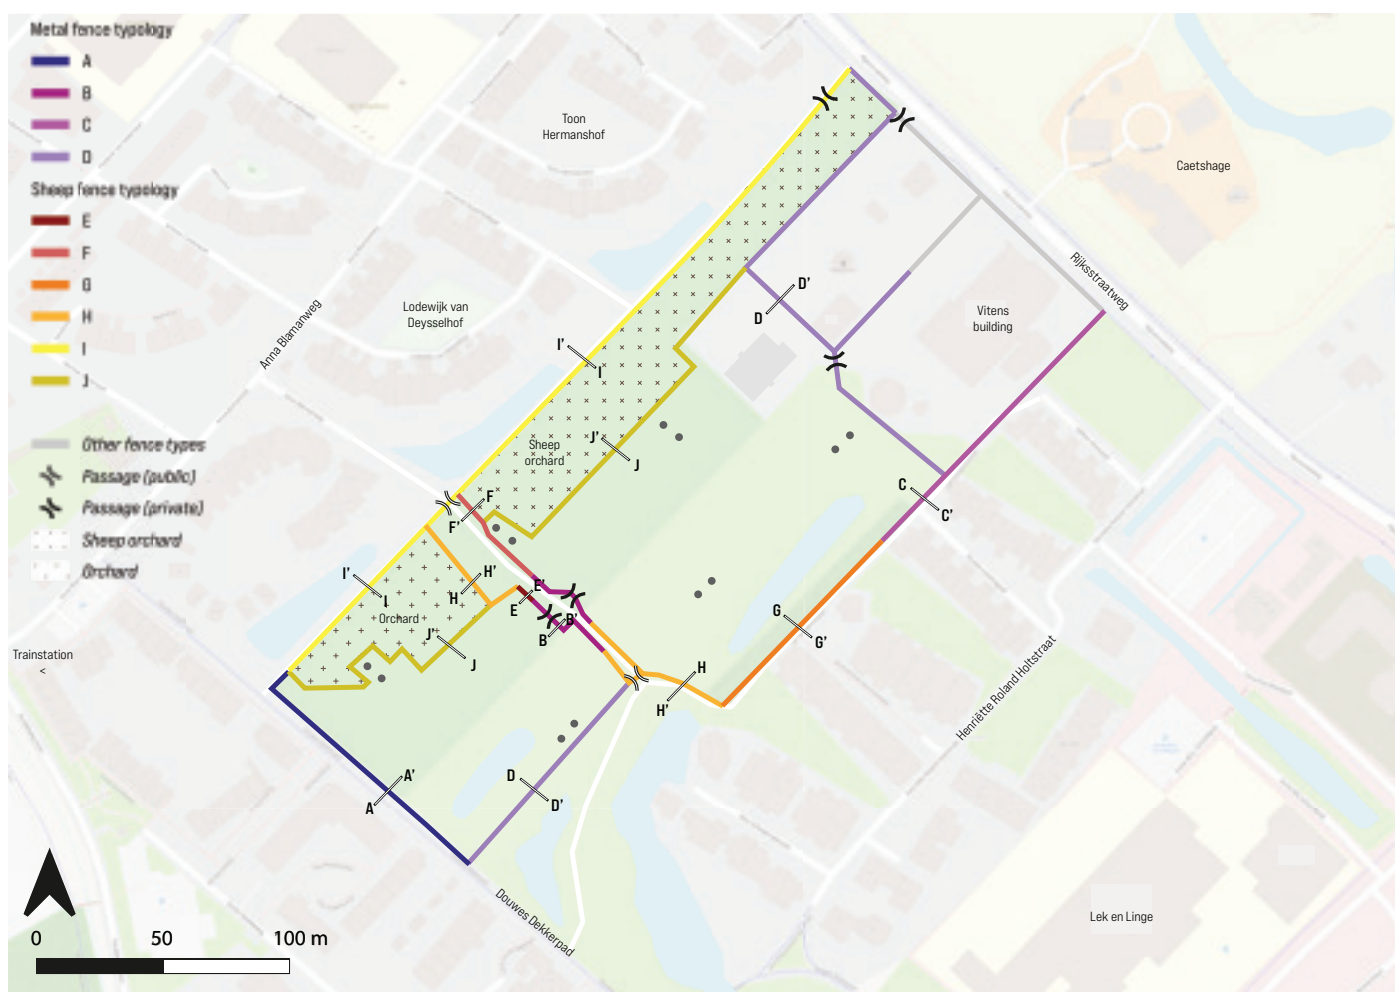 Metal fence typology
A
B
C
D
Sheep fence typology
E
F
G
H
I
J
Other fence types
Passage (public)
Passage (private)
Sheep orchard
Orchard
Toon
Hermanshof
Caetshage
Rijksstraatweg
Lodewijk van
Deysselhof
Anna Blamanweg
Vitens
building
D'
D
I'
I
Sheep
orchard
J'
J
F
F'
C
C'
I'
I
H'
H
E'
E
Orchard
J'
J
B'
B
G
G'
H
H'
Trainstation
<
Henriëtte Roland Holtstraat
A'
A
D
D'
Douwes Dekkerpad
Lek en Linge
0 50 100 m